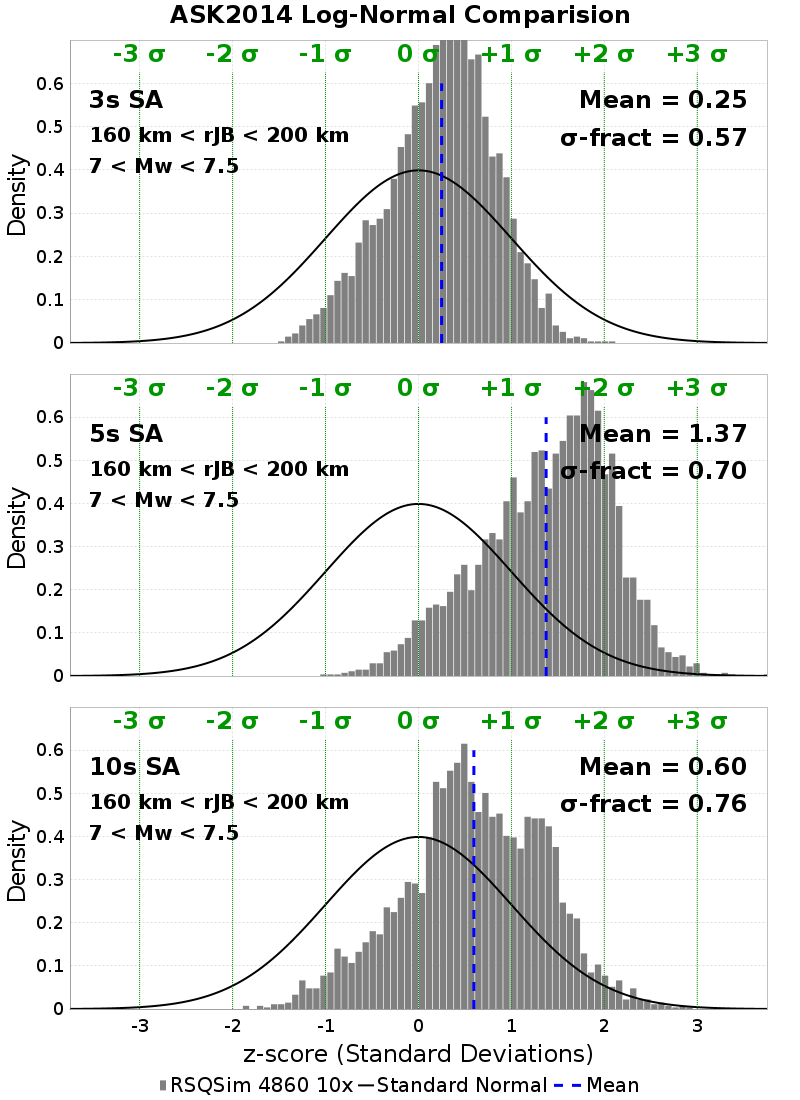 ASK2014 Log-Normal Comparision
-3 σ -2 σ -1 σ 0 σ +1 σ +2 σ +3 σ
3s SA Mean = 0.25
160 km < rJB < 200 km σ-fract = 0.57
7 < Mw < 7.5
0.6
0.5
0.4
0.3
0.2
0.1
0
Density
-3 σ -2 σ -1 σ 0 σ +1 σ +2 σ +3 σ
5s SA Mean = 1.37
160 km < rJB < 200 km σ-fract = 0.70
7 < Mw < 7.5
0.6
0.5
0.4
0.3
0.2
0.1
0
Density
-3 σ -2 σ -1 σ 0 σ +1 σ +2 σ +3 σ
10s SA Mean = 0.60
160 km < rJB < 200 km σ-fract = 0.76
7 < Mw < 7.5
0.6
0.5
0.4
0.3
0.2
0.1
0
Density
-3 -2 -1 0 1 2 3
z-score (Standard Deviations)
RSQSim 4860 10x Standard Normal Mean